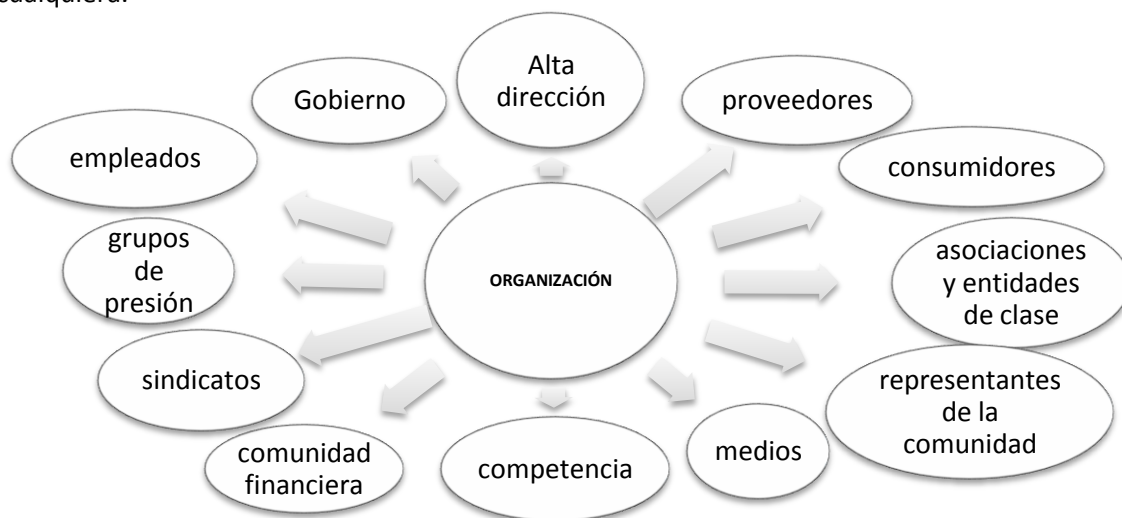 cualquiera.
Alta
dirección
Gobierno
proveedores
empleados
consumidores
grupos
de
presión
ORGANIZACIÓN
asociaciones
y entidades
de clase
sindicatos
representantes
de la
comunidad
comunidad
financiera
competencia
medios